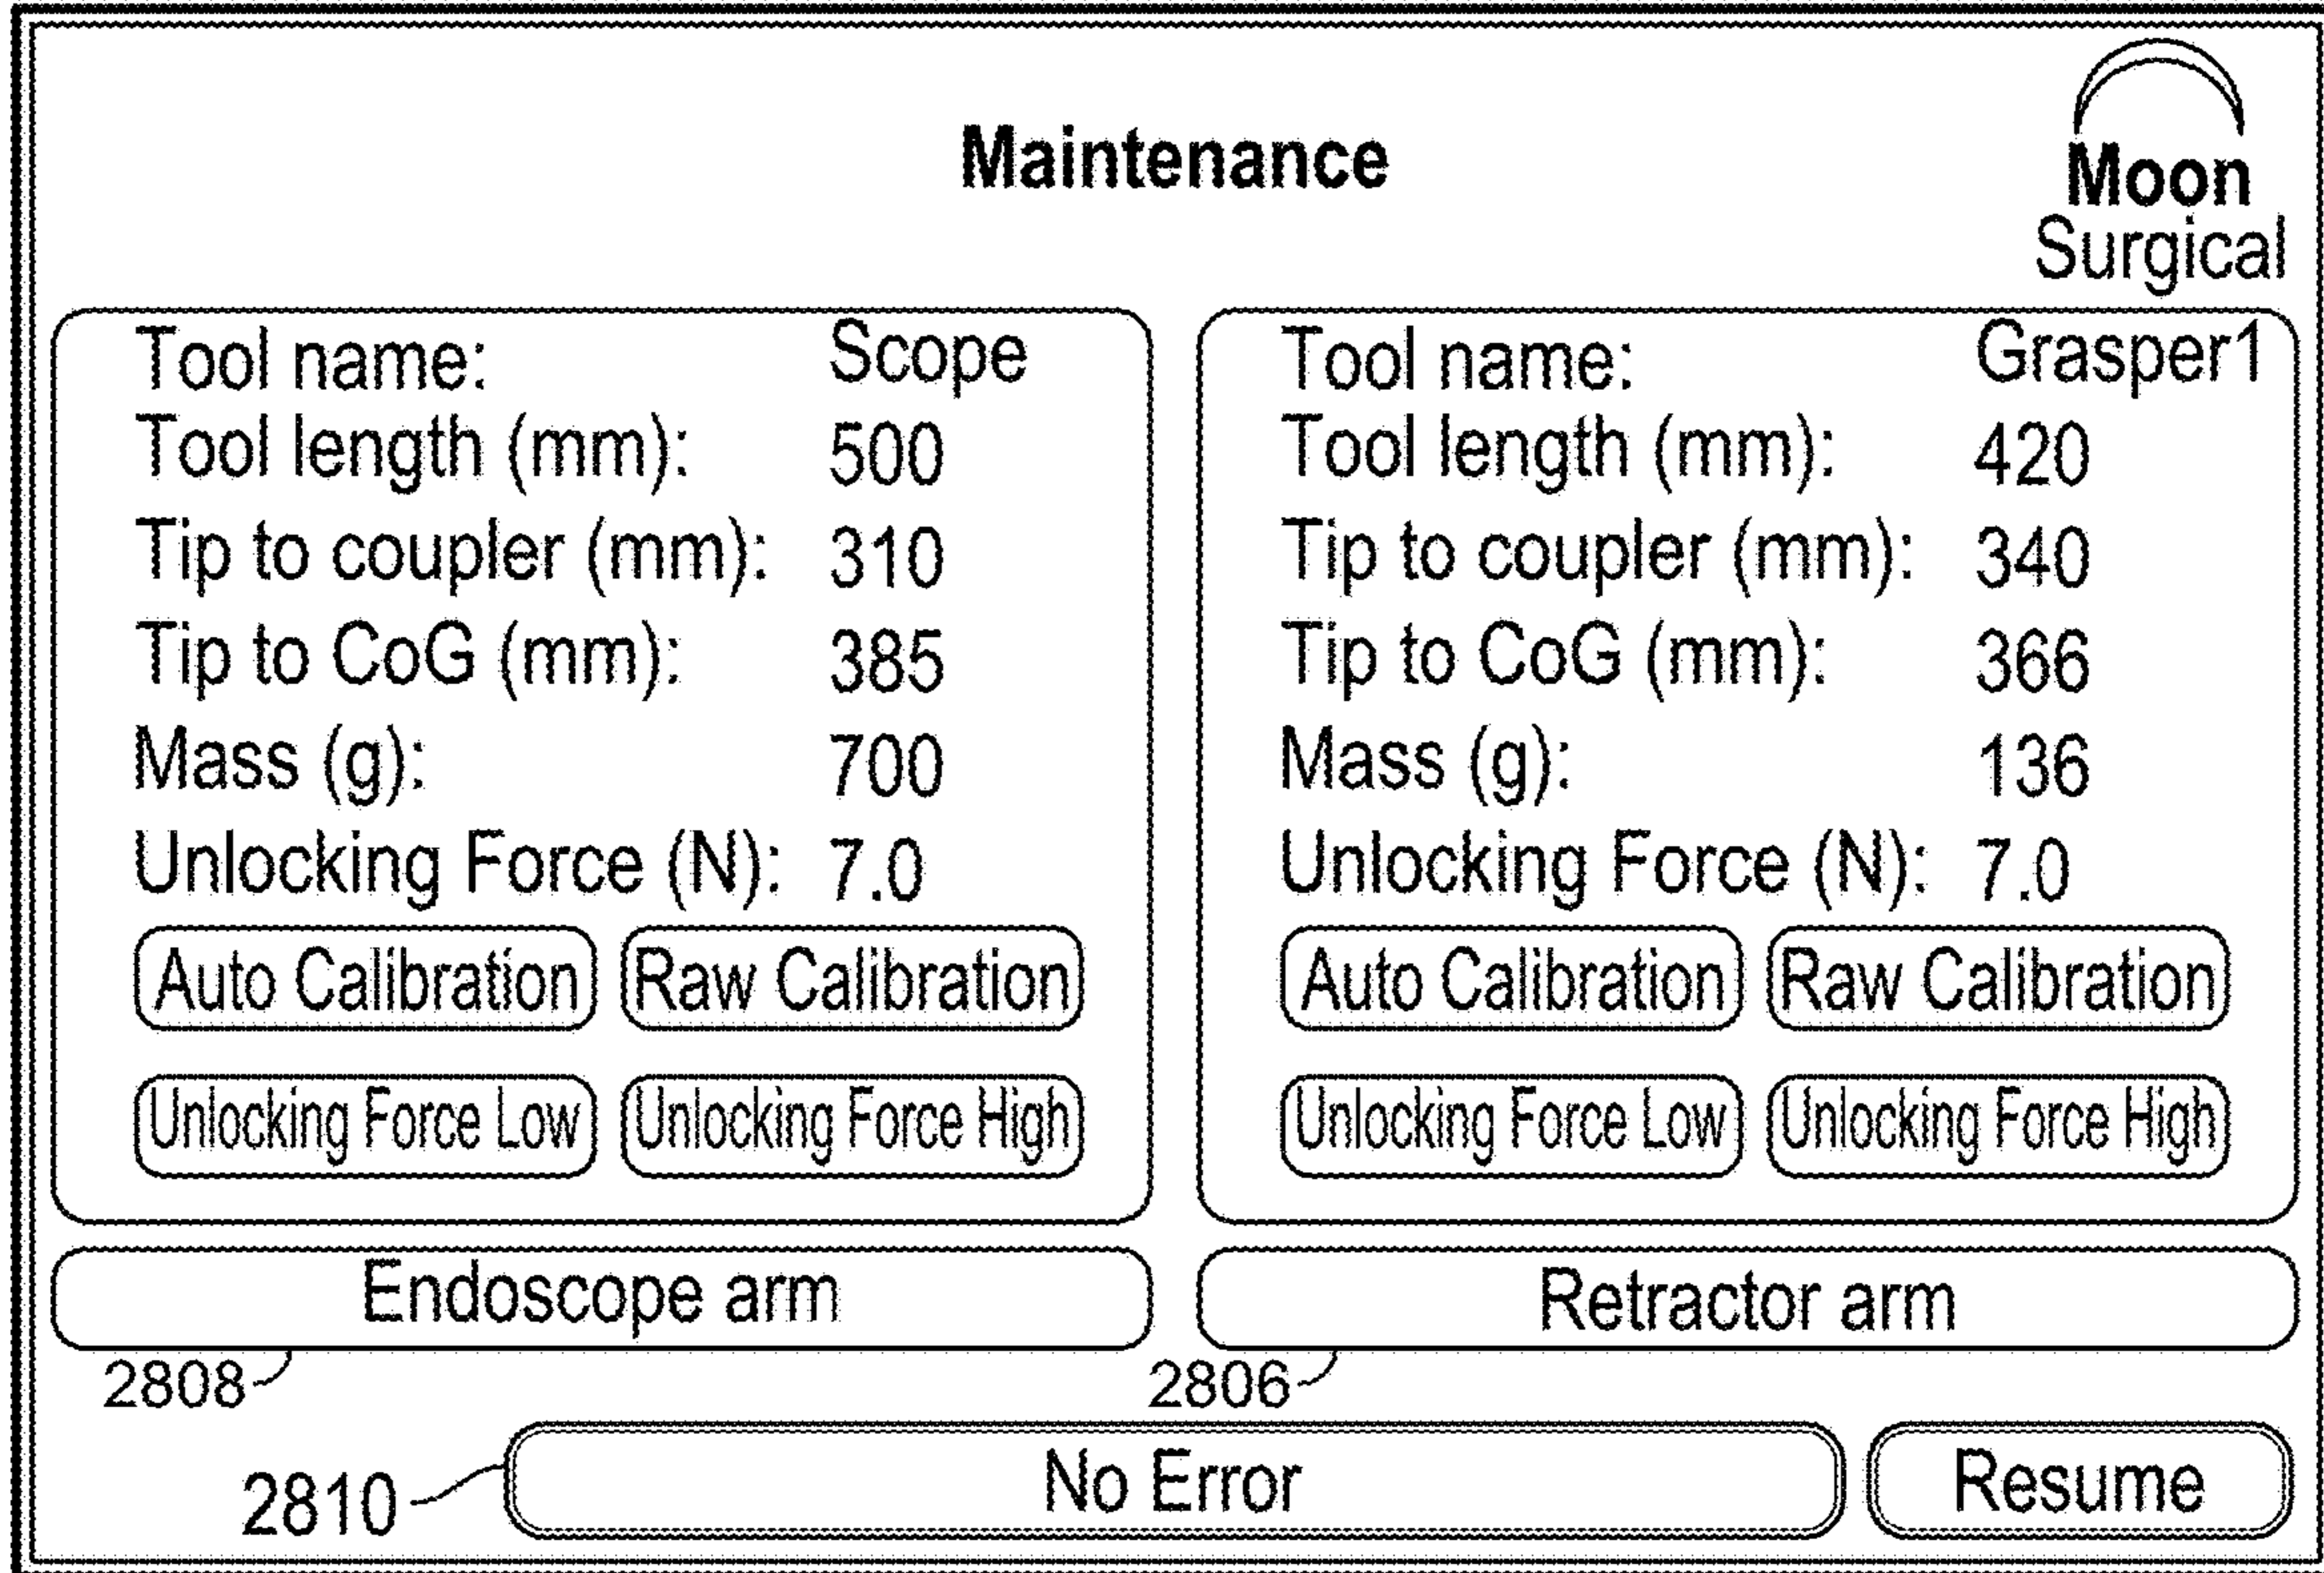 Maintenance
Moon
Surgical
Tool name: Scope
Tool length (mm): 500
Tip to coupler (mm): 310
Tip to CoG (mm): 385
Mass (g): 700
Unlocking Force (N): 7.0
Auto Calibration Raw Calibration
Unlocking Force Low Unlocking Force High
Endoscope arm
2808
Tool name: Grasper1
Tool length (mm): 420
Tip to coupler (mm): 340
Tip to CoG (mm): 366
Mass (g): 136
Unlocking Force (N): 7.0
Auto Calibration Raw Calibration
Unlocking Force Low Unlocking Force High
Retractor arm
2806
2810 No Error Resume